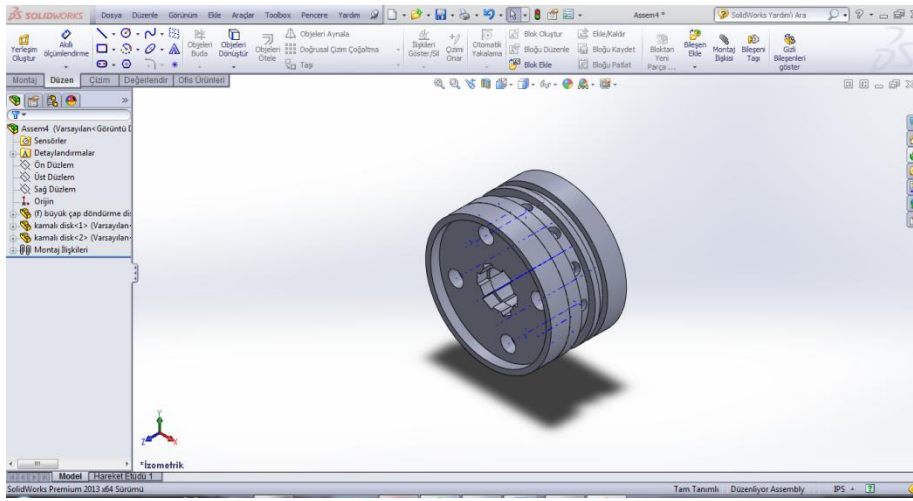 SOLIDWORKS Dosya Düzenle Görünüm Ekle Araçlar Toolbox Pencere Yardım Assem4 * SolidWorks Yardım'ı Ara
Yerleşim Oluştur
Akıllı ölçümlendirme
Objeleri Buda
Objeleri Dönüştür
Objeleri Ötele
Objeleri Aynala
Doğrusal Çizim Çoğaltma
Taşı
İlişkileri Göster/Sil
Çizimi Onar
Otomatik Yakalama
Blok Oluştur
Bloğu Düzenle
Blok Ekle
Ekle/Kaldır
Bloğu Kaydet
Bloğu Patlat
Bloktan Yeni Parça ...
Bileşen Ekle
Montaj İlişkisi
Bileşeni Taşı
Gizli Bileşenleri göster
Montaj Düzen Çizim Değerlendir Ofis Ürünleri
Assem4 (Varsayılan<Görüntü D
Sensörler
Detaylandırmalar
Ön Düzlem
Üst Düzlem
Sağ Düzlem
Orijin
(f) büyük çap döndürme di
kamalı disk<1> (Varsayılan
kamalı disk<2> (Varsayılan
Montaj İlişkileri
Y
Z
X
*İzometrik
Model Hareket Etüdü 1
SolidWorks Premium 2013 x64 Sürümü Tam Tanımlı Düzenliyor Assembly IPS